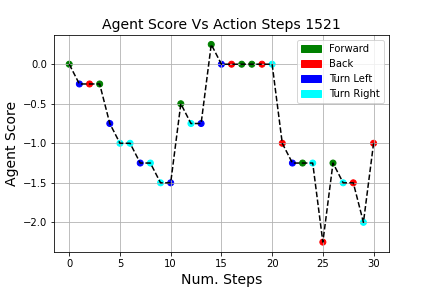 Agent Score Vs Action Steps 1521
Forward
Back
Turn Left
Turn Right
0.0
−0.5
−1.0
−1.5
−2.0
Agent Score
0 5 10 15 20 25 30
Num. Steps